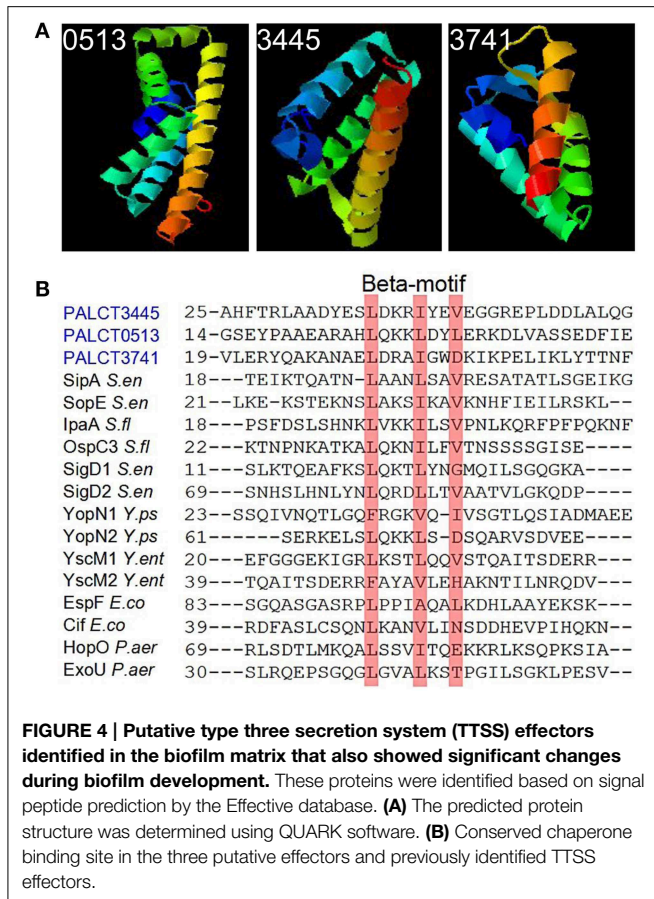 A
0513
3445
3741
B
Beta-motif
PALCT3445 25-AHFTRLAADYESLDKRIYEVEGGREPLDDLALQG
PALCT0513 14-GSEYPAAEARAHLQKKLDYLERKDLVASSEDFIE
PALCT3741 19-VLERYQAKANAELDRAIGWDKIKPELIKLYTTNF
SipA S.en 18---TEIKTQATN-LAANLSAVRESATATLSGEIKG
SopE S.en 21--LKE-KSTEKNSLAKSIKAVKNHFIEILRSKL--
IpaA S.fl 18---PSFDSLSHNKLVKKILSVPNLKQRFPFPQKNF
OspC3 S.fl 22---KTNPNKATKALQKNILFVTNSSSSGISE----
SigD1 S.en 11---SLKTQEAFKSLQKTLYNGMQILSGQGKA----
SigD2 S.en 69---SNHSLHNLYNLQRDLLTVAATVLGKQDP----
YopN1 Y.ps 23--SSQIVNQTLGQFRGKVQ-IVSGTLQSIADMAEE
YopN2 Y.ps 61------SERKELSLQKKLS-DSQARVSDVEE----
YscM1 Y.ent 20--EFGGGEKIGRLKSTLQQVSTQAITSDERR----
YscM2 Y.ent 39---TQAITSDERRFAYAVLEHAKNTILNRQDV---
EspF E.co 83---SGQASGASRPLPPIAQALKDHLAAYEKSK---
Cif E.co 39---RDFASLCSQNLKANVLINSDDHEVPIHQKN--
HopO P.aer 69---RLSDTLMKQALSSVITQEKKRLKSQPKSIA--
ExoU P.aer 30---SLRQEPSGQGLGVALKSTPGILSGKLPESV--
FIGURE 4 | Putative type three secretion system (TTSS) effectors
identified in the biofilm matrix that also showed significant changes
during biofilm development. These proteins were identified based on signal
peptide prediction by the Effective database. (A) The predicted protein
structure was determined using QUARK software. (B) Conserved chaperone
binding site in the three putative effectors and previously identified TTSS
effectors.